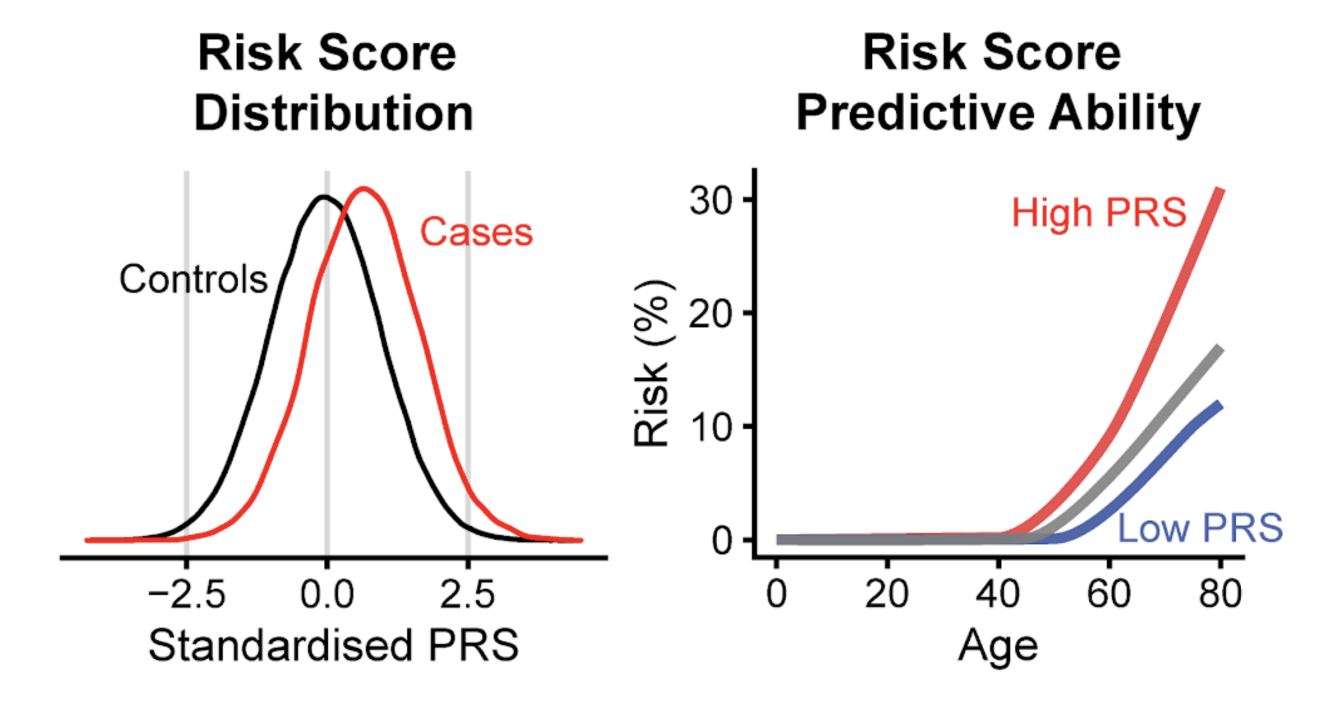 Risk Score
Distribution
Controls
Cases
−2.5 0.0 2.5
Standardised PRS
Risk Score
Predictive Ability
Risk (%)
30
20
10
0
High PRS
Low PRS
0 20 40 60 80
Age